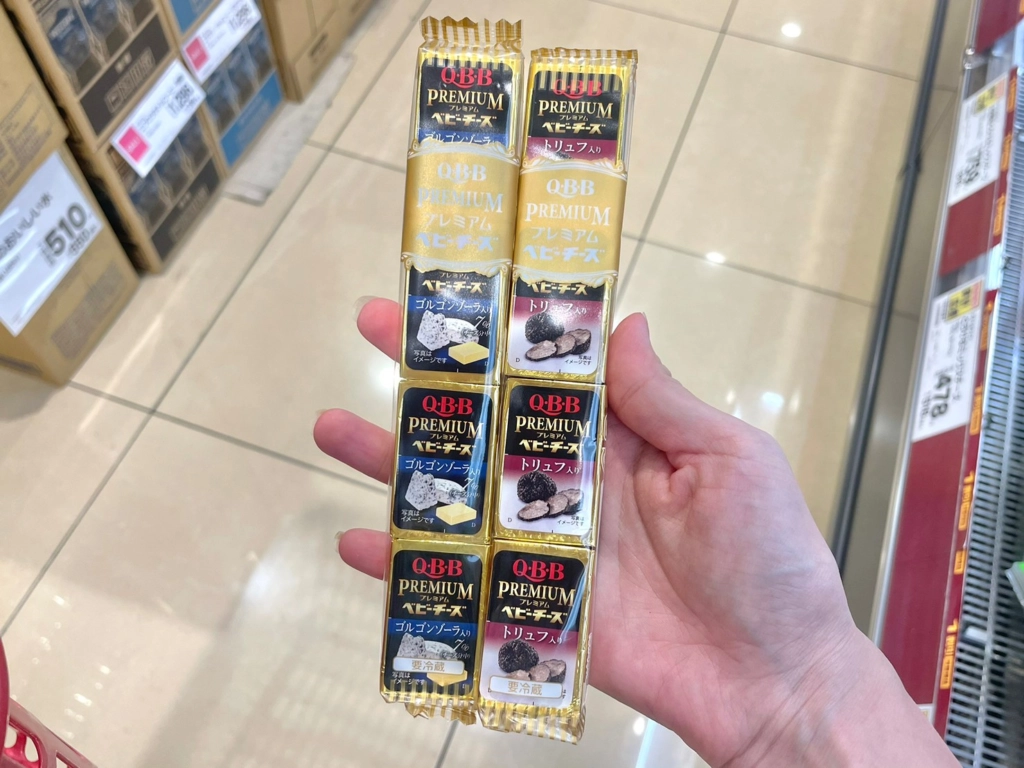 Q·B·B
PREMIUM
プレミアム
ベビーチーズ
ゴルゴンゾーラ入り
Q·B·B
PREMIUM
プレミアム
ベビーチーズ
プレミアム
ベビーチーズ
ゴルゴンゾーラ入り
7%
写真は
イメージです
Q·B·B
PREMIUM
プレミアム
ベビーチーズ
ゴルゴンゾーラ入り
写真は
イメージです
D
Q·B·B
PREMIUM
プレミアム
ベビーチーズ
ゴルゴンゾーラ入り
7%
要冷蔵
写真は
Q·B·B
PREMIUM
プレミアム
ベビーチーズ
トリュフ入り
Q·B·B
PREMIUM
プレミアム
ベビーチーズ
ベビーチーズ
トリュフ入り
D
写真は
イメージです
Q·B·B
PREMIUM
プレミアム
ベビーチーズ
トリュフ入り
D
写真は
イメージです
Q·B·B
PREMIUM
プレミアム
ベビーチーズ
トリュフ入り
要冷蔵
510
478